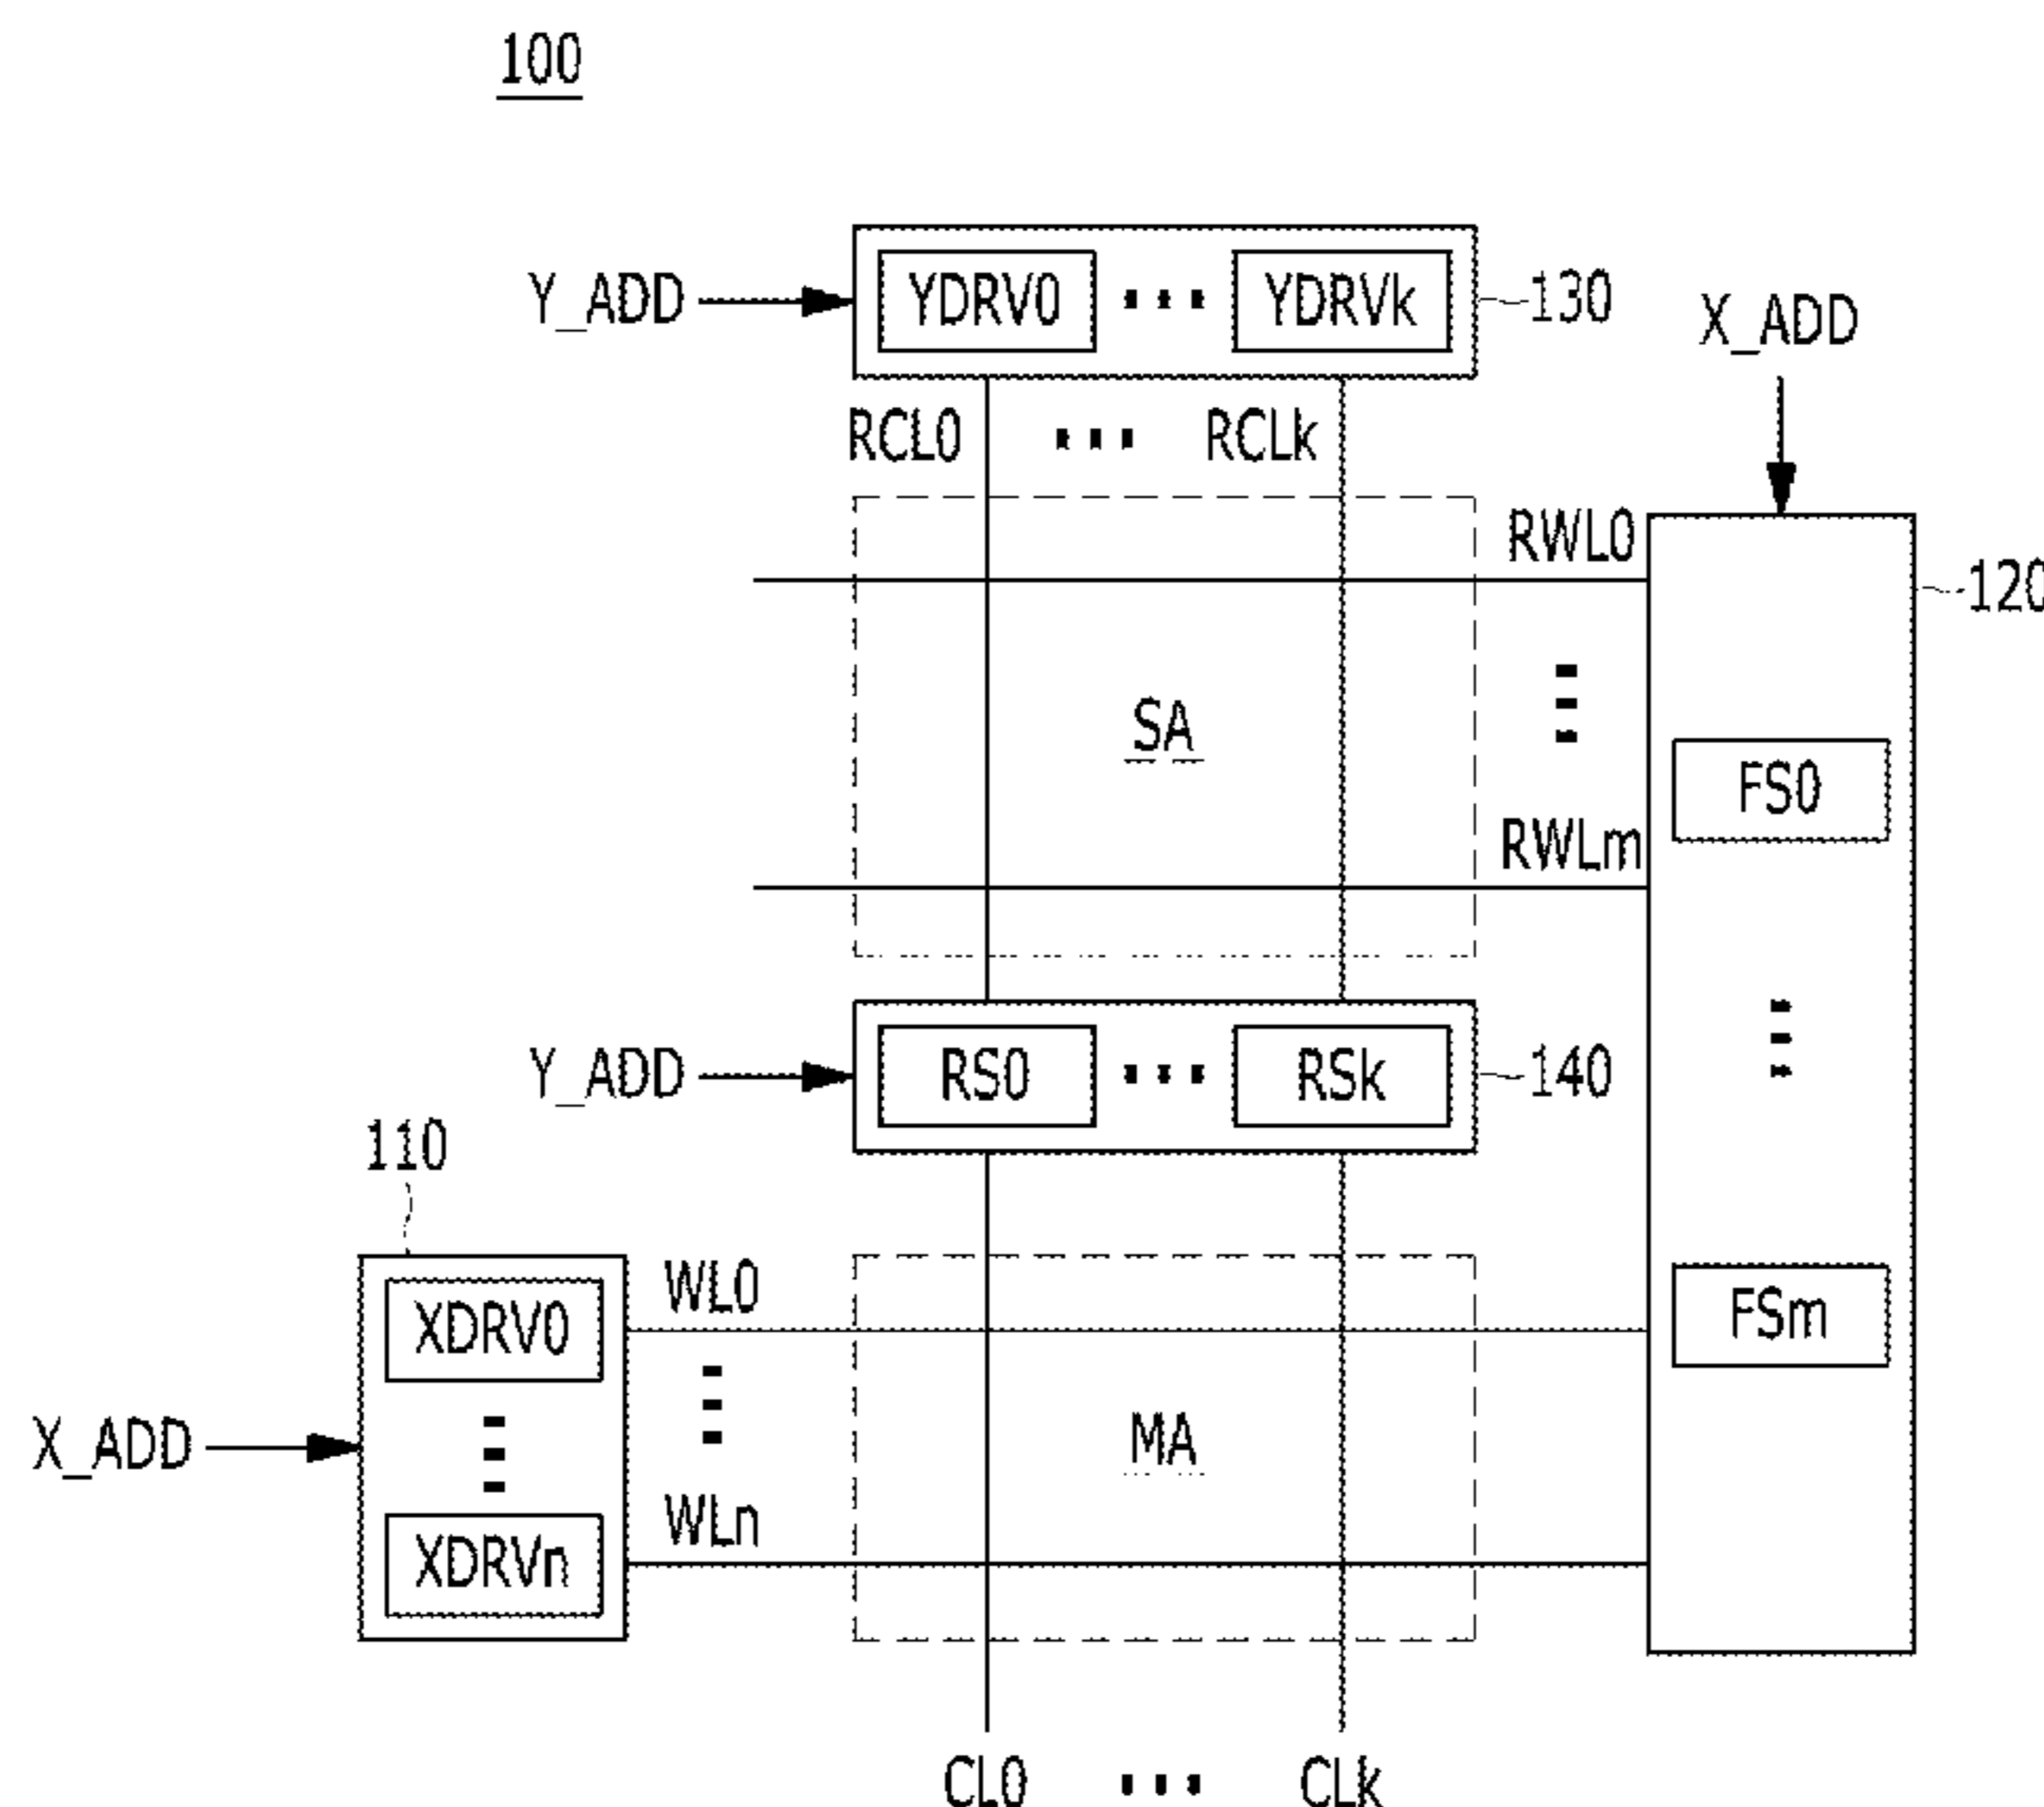 100
Y_ADD YDRV0 ... YDRVk 130
X_ADD
RCL0 ... RCLk
RWL0
120
SA
FS0
RWLm
Y_ADD RS0 ... RSk 140
110
WL0
XDRV0
FSm
X_ADD
MA
WLn
XDRVn
CL0 ... CLk